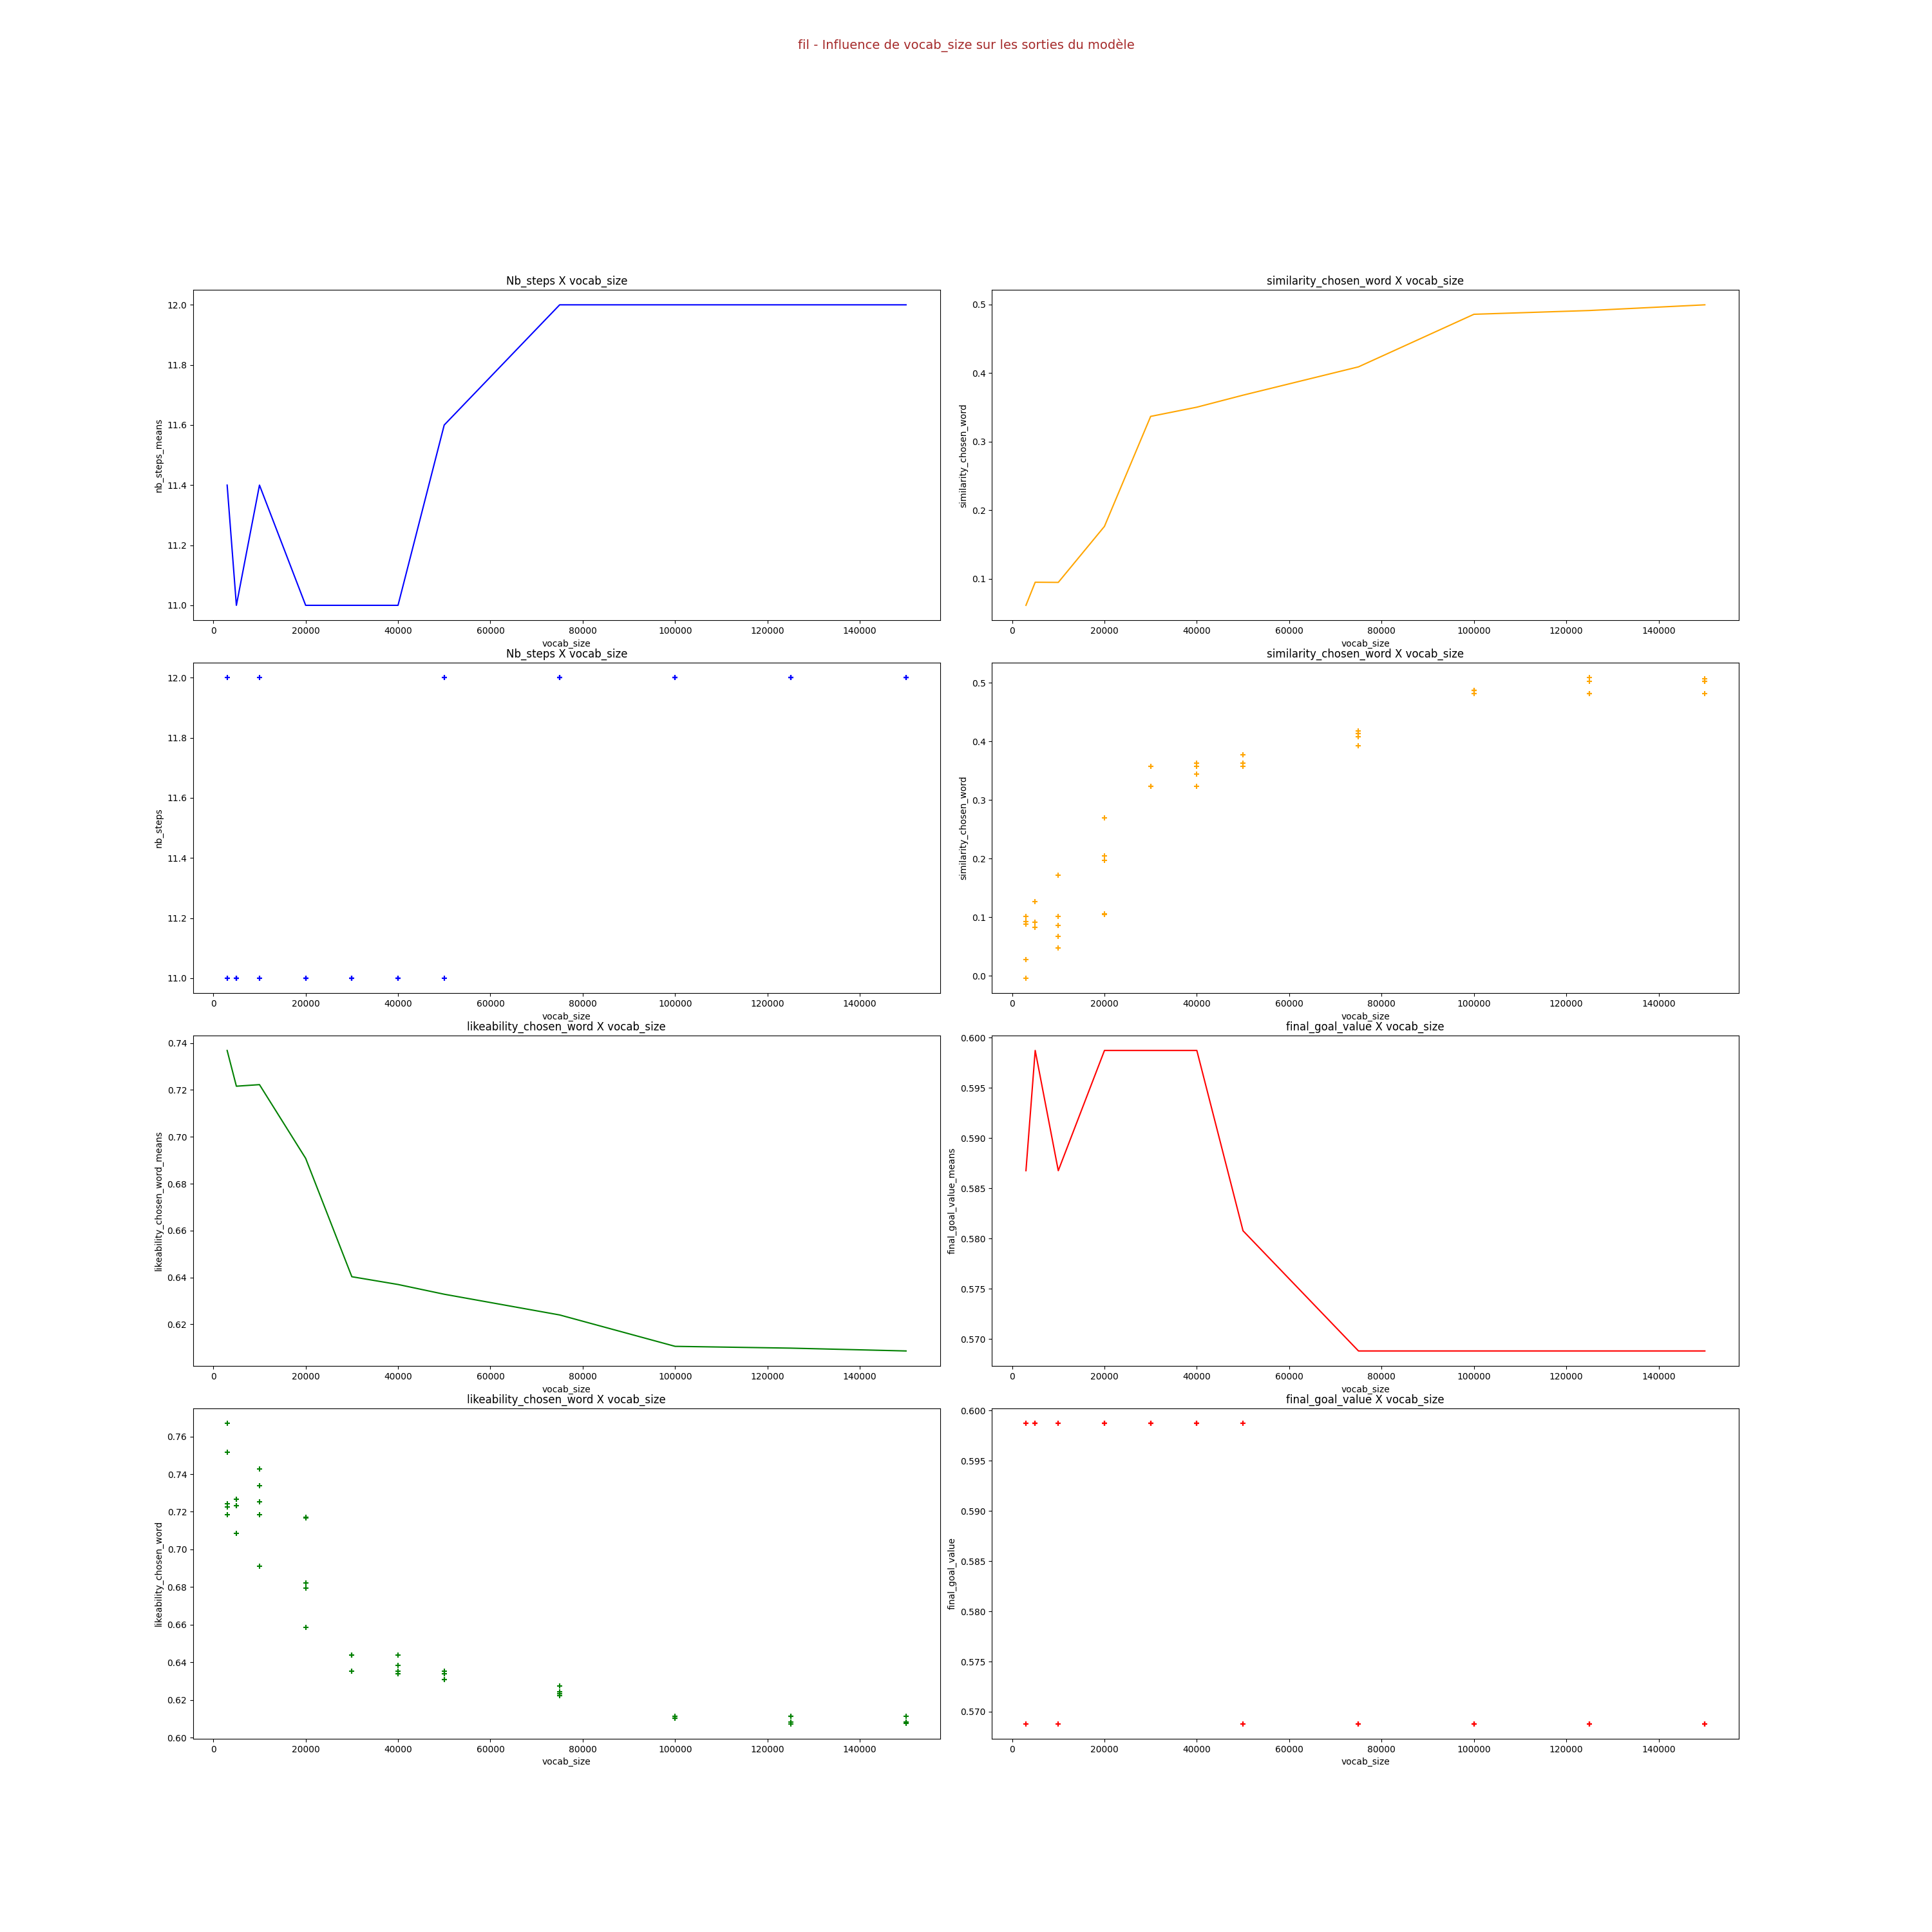 fil - Influence de vocab_size sur les sorties du modèle
Nb_steps X vocab_size
nb_steps_means
12.0
11.8
11.6
11.4
11.2
11.0
0 20000 40000 60000 80000 100000 120000 140000
vocab_size
similarity_chosen_word X vocab_size
similarity_chosen_word
0.5
0.4
0.3
0.2
0.1
0 20000 40000 60000 80000 100000 120000 140000
vocab_size
Nb_steps X vocab_size
nb_steps
12.0
11.8
11.6
11.4
11.2
11.0
0 20000 40000 60000 80000 100000 120000 140000
vocab_size
similarity_chosen_word X vocab_size
similarity_chosen_word
0.5
0.4
0.3
0.2
0.1
0.0
0 20000 40000 60000 80000 100000 120000 140000
vocab_size
likeability_chosen_word X vocab_size
likeability_chosen_word_means
0.74
0.72
0.70
0.68
0.66
0.64
0.62
0 20000 40000 60000 80000 100000 120000 140000
vocab_size
final_goal_value X vocab_size
final_goal_value_means
0.600
0.595
0.590
0.585
0.580
0.575
0.570
0 20000 40000 60000 80000 100000 120000 140000
vocab_size
likeability_chosen_word X vocab_size
likeability_chosen_word
0.76
0.74
0.72
0.70
0.68
0.66
0.64
0.62
0.60
0 20000 40000 60000 80000 100000 120000 140000
vocab_size
final_goal_value X vocab_size
final_goal_value
0.600
0.595
0.590
0.585
0.580
0.575
0.570
0 20000 40000 60000 80000 100000 120000 140000
vocab_size